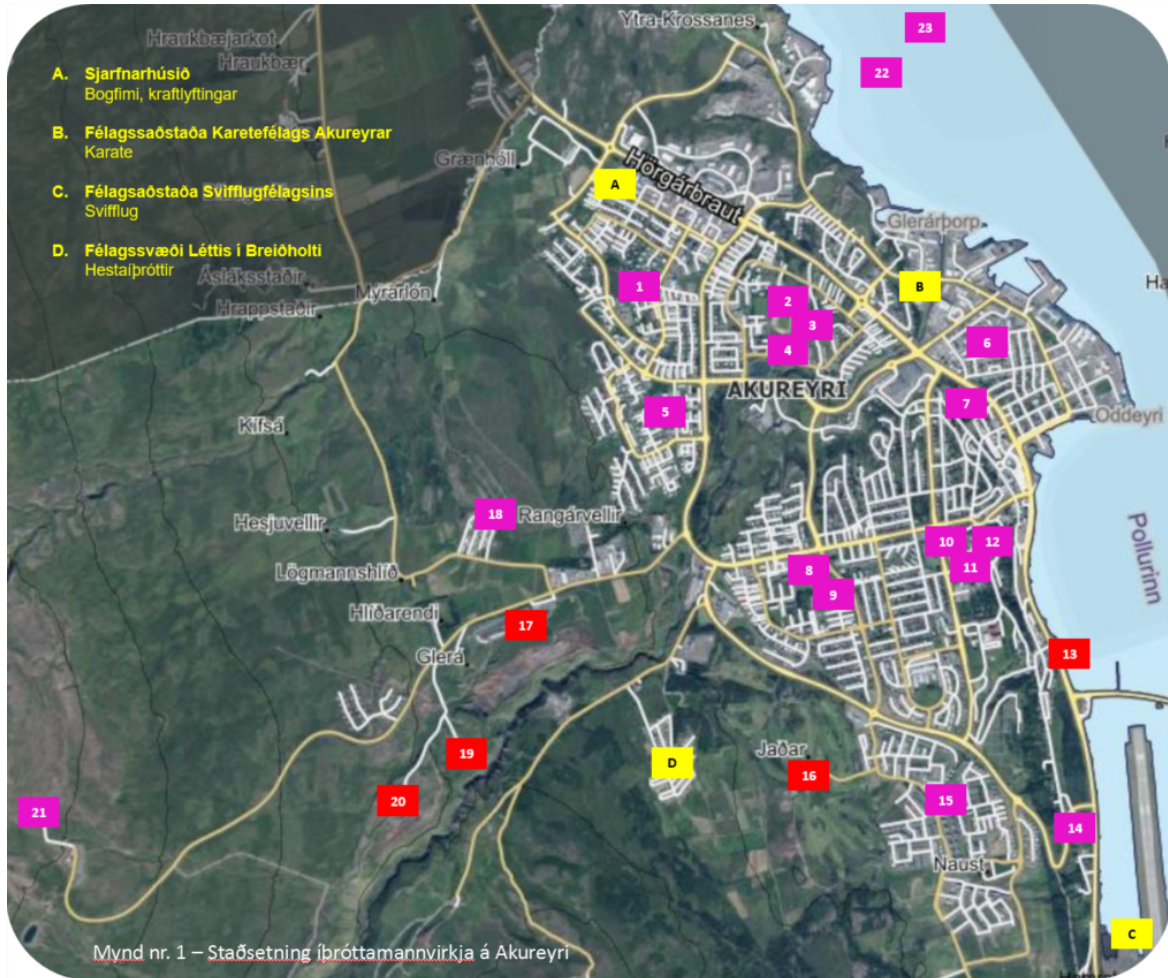 Ytra-Krossanes
23
Hraukbæjarkot
Hraukbær
22
A. Sjarfnarhúsið
Bogfimi, kraftlyftingar
B. Félagssaðstaða Karetefélags Akureyrar
Karate
Grænhóll
Hörgárbraut
A
C. Félagsaðstaða Svifflugfélagsins
Svifflug
Glerárþorp
D. Félagssvæði Léttis í Breiðholti
Hestaíþróttir
Ásláksstaðir
Mýrarlón
Hrappstaðir
1
2
B
3
6
4
AKUREYRI
5
7
Oddeyri
Kífsá
18
Rangárvellir
Hesjuvellir
Pollurinn
10
12
Lögmannshlíð
8
11
9
Hlíðarendi
17
Glerá
13
19
D
Jaðar
16
20
15
21
14
Naust
C
Mynd nr. 1 – Staðsetning íþróttamannvirkja á Akureyri